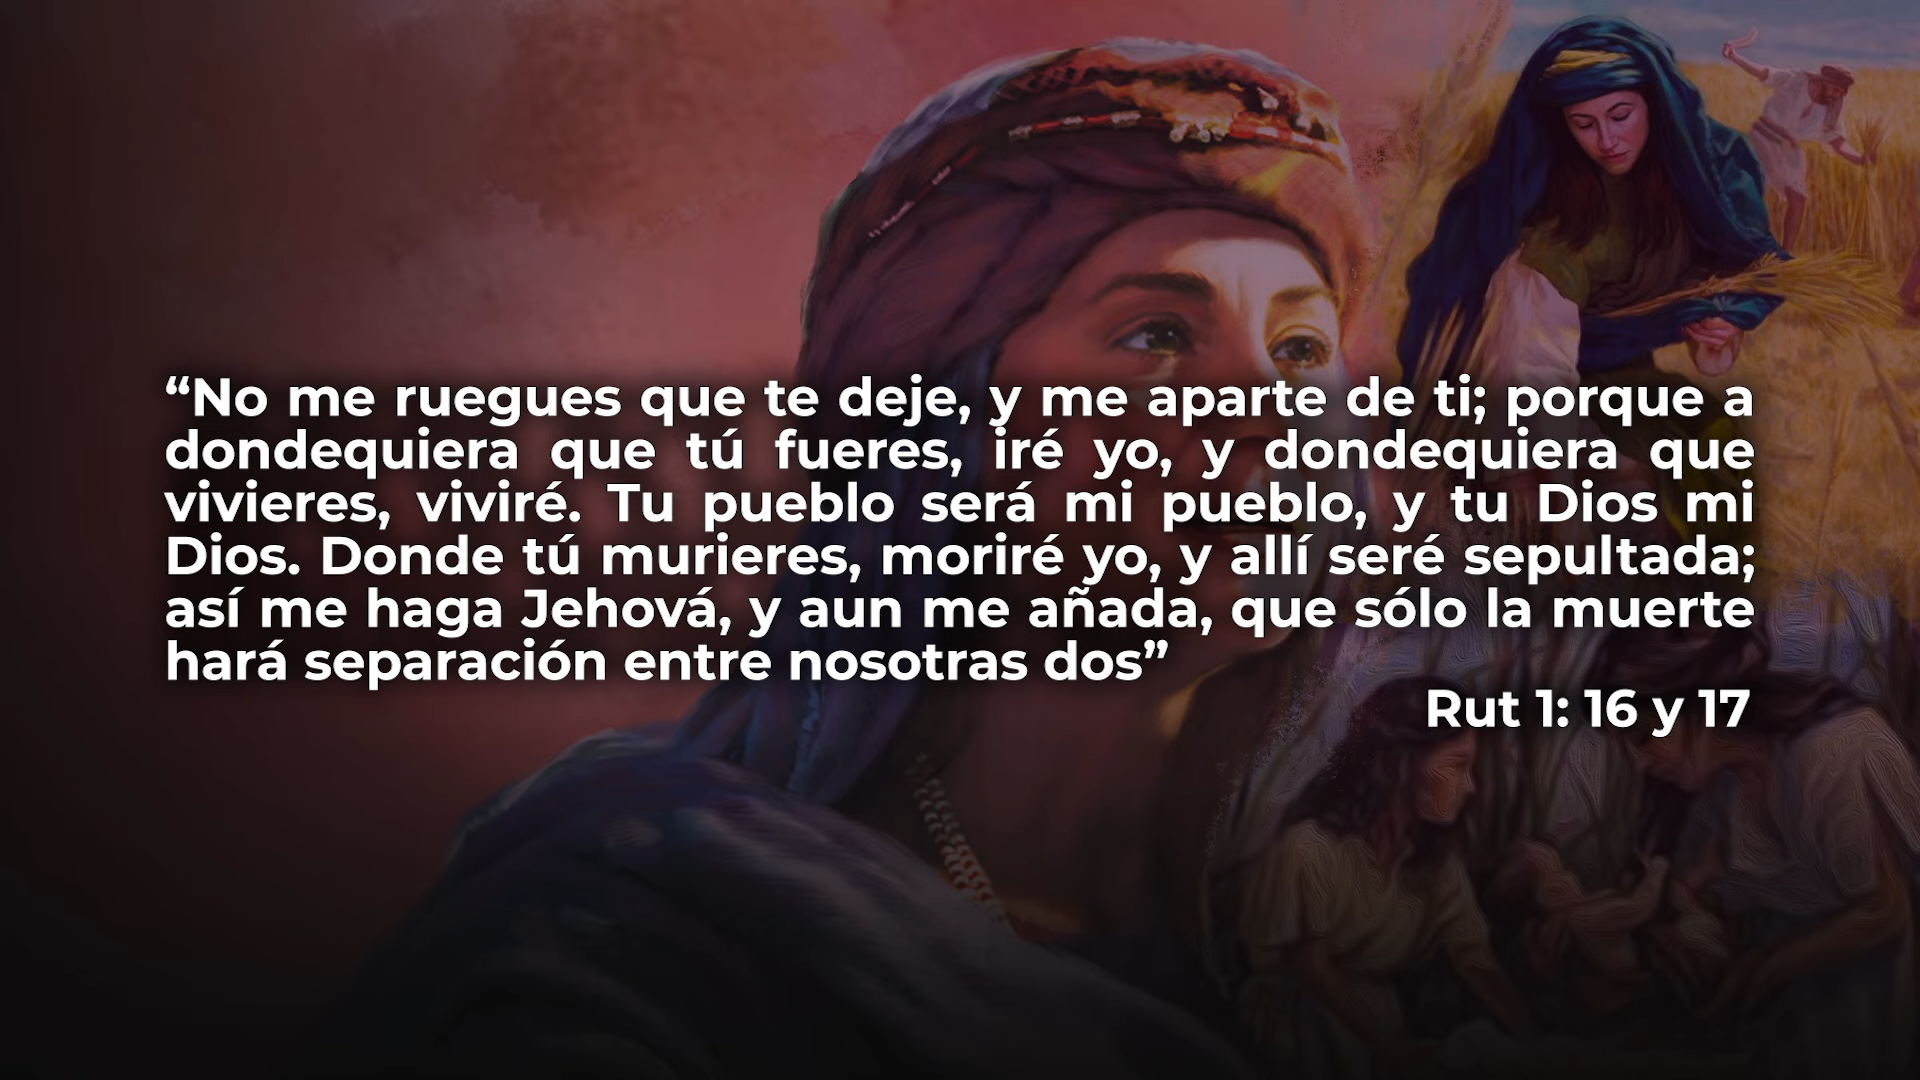 “No me ruegues que te deje, y me aparte de ti; porque a
dondequiera que tú fueres, iré yo, y dondequiera que
vivieres, viviré. Tu pueblo será mi pueblo, y tu Dios mi
Dios. Donde tú murieres, moriré yo, y allí seré sepultada;
así me haga Jehová, y aun me añada, que sólo la muerte
hará separación entre nosotras dos”
Rut 1: 16 y 17